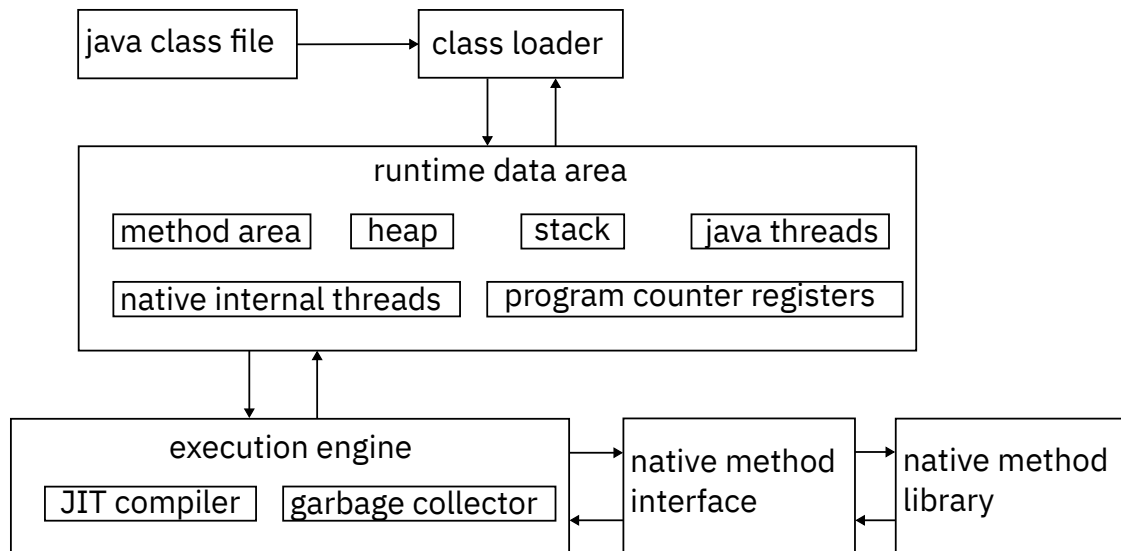 java class file
class loader
runtime data area
method area
heap
stack
java threads
native internal threads
program counter registers
execution engine
JIT compiler
garbage collector
native method
interface
native method
library